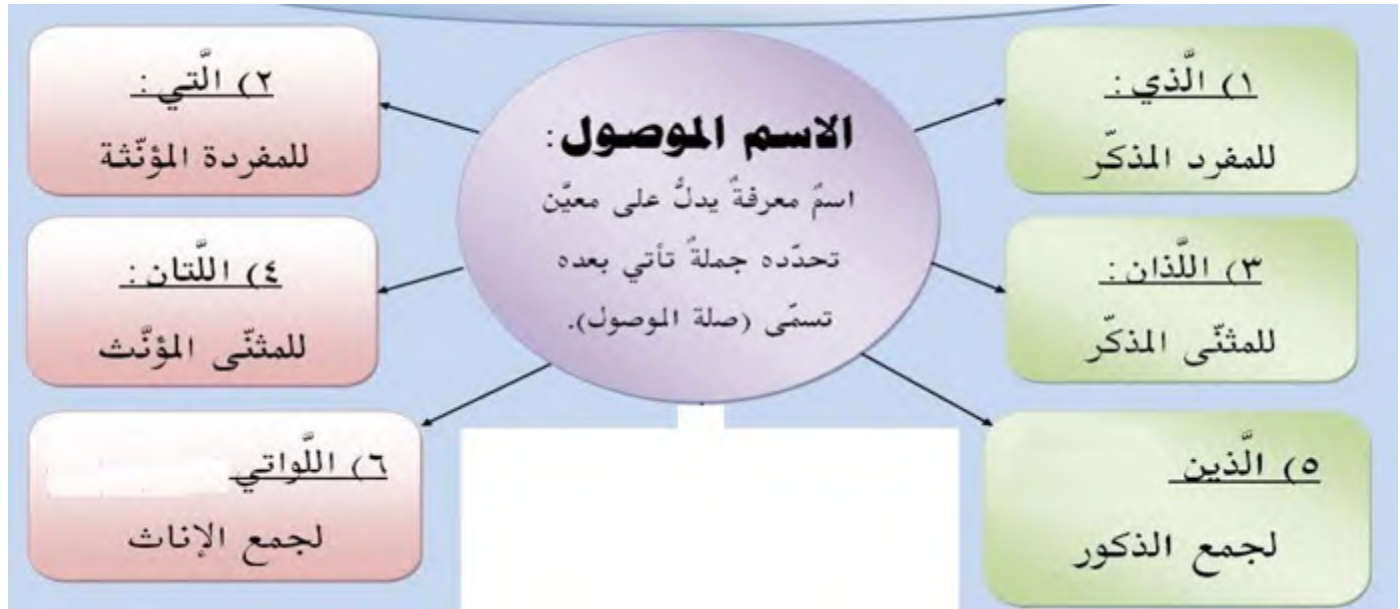 الاسم الموصول:
اسمٌ معرفةٌ يدلُّ على معيَّن
تحدّده جملةٌ تأتي بعده
تسمّى (صلة الموصول).
١) الَّذي:
للمفرد المذكّر
٢) الَّتي:
للمفردة المؤنّثة
٣) اللَّذان:
للمثنّى المذكّر
٤) اللَّتان:
للمثنّى المؤنَّث
٥) الَّذين
لجمع الذكور
٦) اللَّواتي
لجمع الإناث